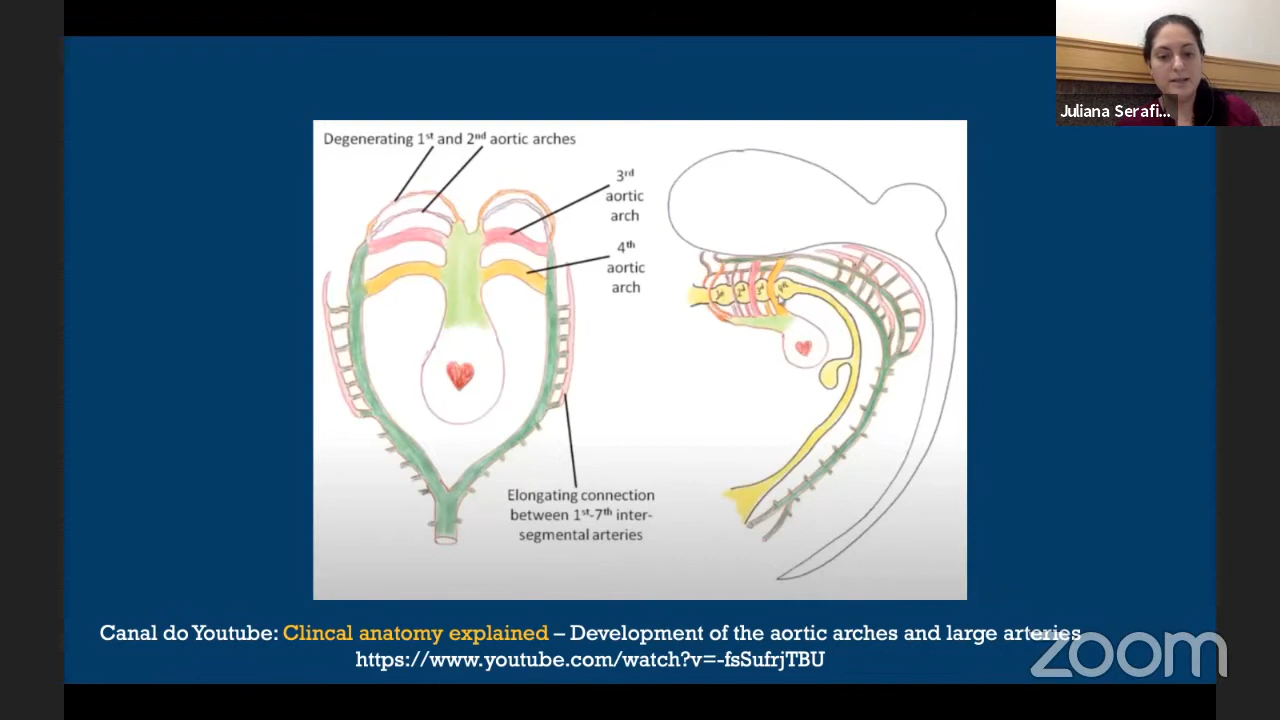 Juliana Serafi...
Degenerating 1st and 2nd aortic arches
3rd
aortic
arch
4th
aortic
arch
Elongating connection
between 1st-7th inter-
segmental arteries
Canal do Youtube: Clincal anatomy explained – Development of the aortic arches and large arteries
https://www.youtube.com/watch?v=-fsSufrjTBU
zoom